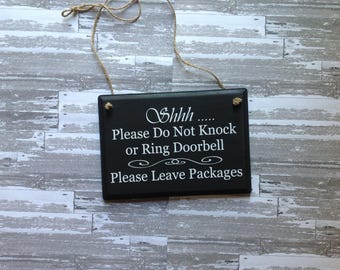 Shhh .....
Please Do Not Knock
or Ring Doorbell
Please Leave Packages